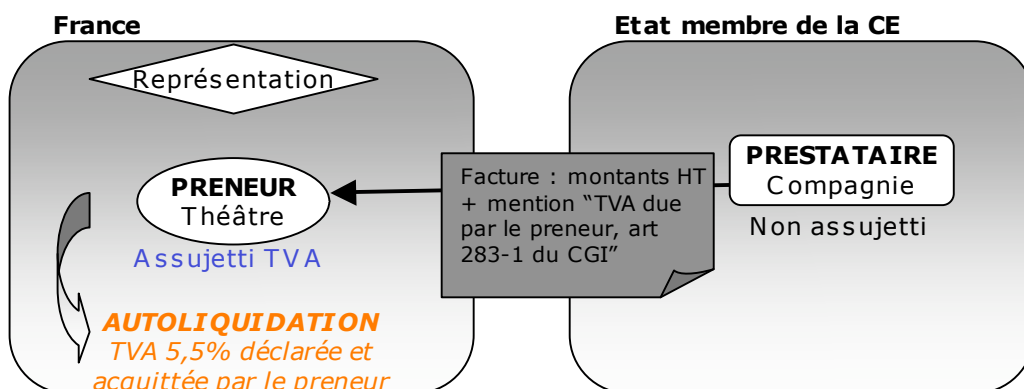 France
Etat membre de la CE
Représentation
PRENEUR
Théâtre
Assujetti TVA
Facture : montants HT
+ mention “TVA due
par le preneur, art
283-1 du CGI”
PRESTATAIRE
Compagnie
Non assujetti
AUTOLIQUIDATION
TVA 5,5% déclarée et
acquittée par le preneur